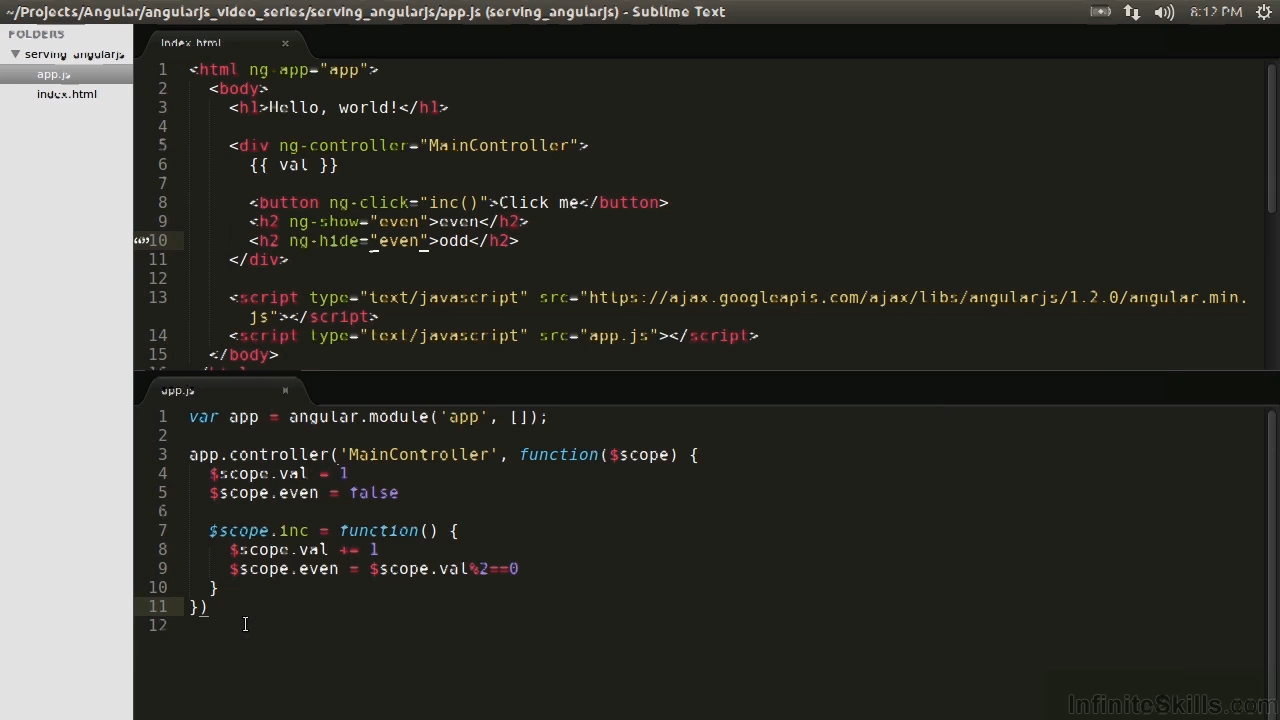 ~/Projects/Angular/angularjs_video_series/serving_angularjs/app.js (serving_angularjs) - Sublime Text
8:12 PM
FOLDERS
serving_angularjs
app.js
index.html
index.html
1 <html ng-app="app">
2 <body>
3 <h1>Hello, world!</h1>
4
5 <div ng-controller="MainController">
6 {{ val }}
7
8 <button ng-click="inc()">Click me</button>
9 <h2 ng-show="even">even</h2>
10 <h2 ng-hide="even">odd</h2>
11 </div>
12
13 <script type="text/javascript" src="https://ajax.googleapis.com/ajax/libs/angularjs/1.2.0/angular.min.
js"></script>
14 <script type="text/javascript" src="app.js"></script>
15 </body>
app.js
1 var app = angular.module('app', []);
2
3 app.controller('MainController', function($scope) {
4 $scope.val = 1
5 $scope.even = false
6
7 $scope.inc = function() {
8 $scope.val += 1
9 $scope.even = $scope.val%2==0
10 }
11 })
12
InfiniteSkills.com